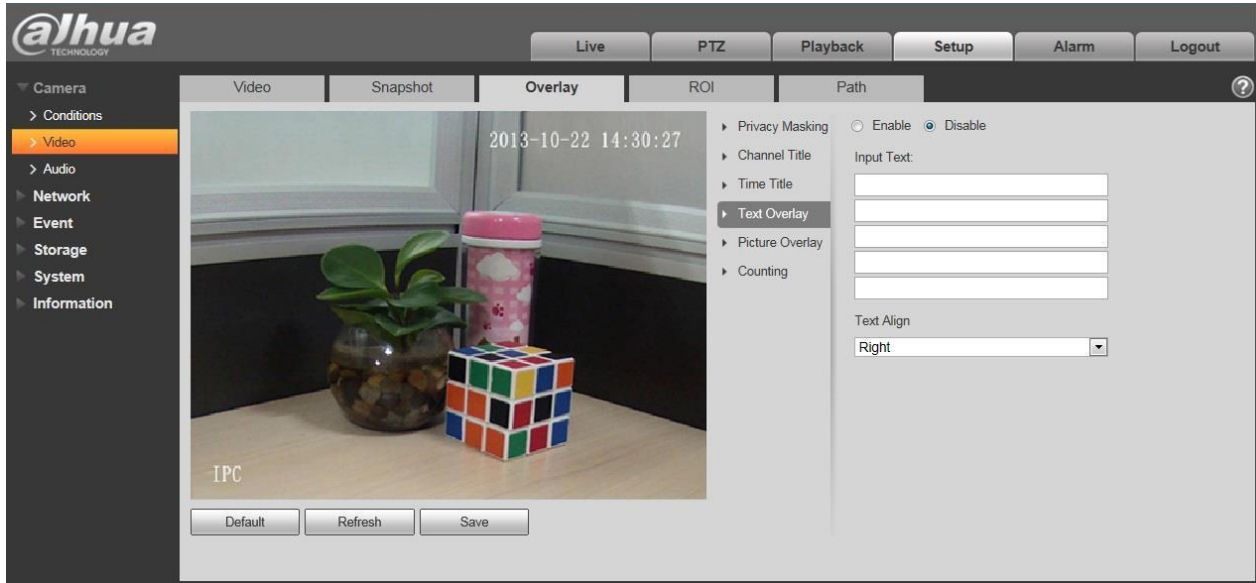 alhua
TECHNOLOGY
Live
PTZ
Playback
Setup
Alarm
Logout
Camera
Conditions
Video
Audio
Network
Event
Storage
System
Information
Video
Snapshot
Overlay
ROI
Path
?
2013-10-22 14:30:27
IPC
Default
Refresh
Save
Privacy Masking
Channel Title
Time Title
Text Overlay
Picture Overlay
Counting
Enable
Disable
Input Text:
Text Align
Right